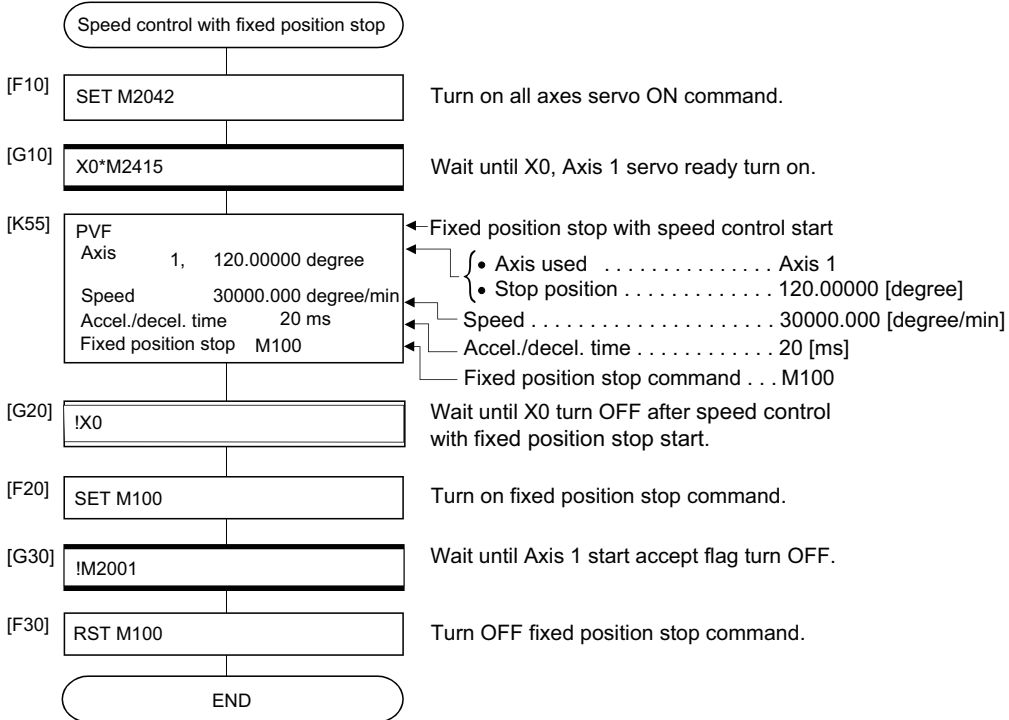 Speed control with fixed position stop
[F10]
SET M2042
Turn on all axes servo ON command.
[G10]
X0*M2415
Wait until X0, Axis 1 servo ready turn on.
[K55]
PVF
Axis 1, 120.00000 degree
Speed 30000.000 degree/min
Accel./decel. time 20 ms
Fixed position stop M100
Fixed position stop with speed control start
• Axis used . . . . . . . . . . . . . . . Axis 1
• Stop position . . . . . . . . . . . . . 120.00000 [degree]
Speed . . . . . . . . . . . . . . . . . . . . . . 30000.000 [degree/min]
Accel./decel. time . . . . . . . . . . . . 20 [ms]
Fixed position stop command . . . M100
[G20]
!X0
Wait until X0 turn OFF after speed control
with fixed position stop start.
[F20]
SET M100
Turn on fixed position stop command.
[G30]
!M2001
Wait until Axis 1 start accept flag turn OFF.
[F30]
RST M100
Turn OFF fixed position stop command.
END